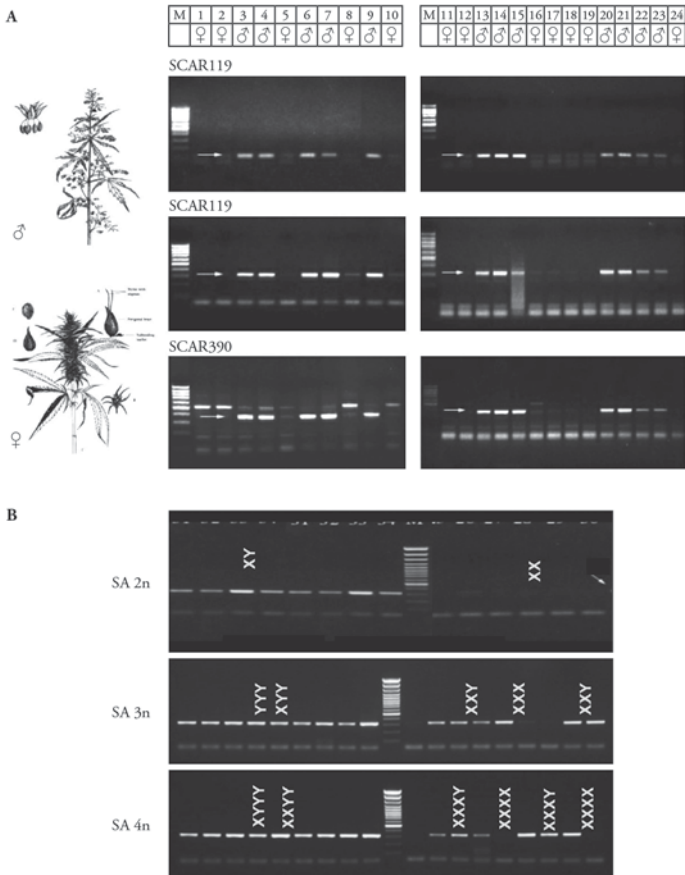 A
M 1 2 3 4 5 6 7 8 9 10
♀ ♀ ♂ ♂ ♀ ♂ ♂ ♀ ♂ ♀
M 11 12 13 14 15 16 17 18 19 20 21 22 23 24
♀ ♀ ♂ ♂ ♂ ♀ ♀ ♀ ♀ ♂ ♂ ♂ ♂ ♀
SCAR119
♂
SCAR119
SCAR390
♀
B
SA 2n
XY XX
SA 3n
XYY XYY XXY XXX XXY
SA 4n
XYYY XXYY XXXY XXXX XXXY XXXX